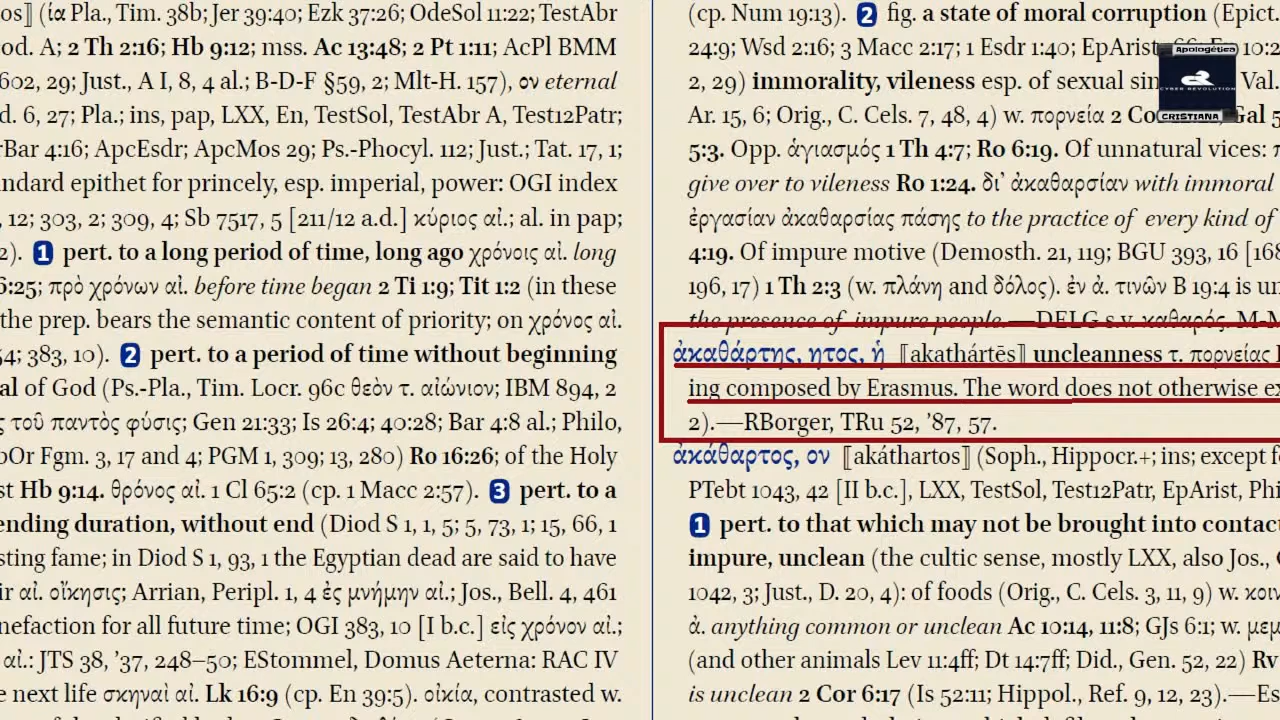 os] (ία Pla., Tim. 38b; Jer 39:40; Ezk 37:26; OdeSol 11:22; TestAbr
od. A; 2 Th 2:16; Hb 9:12; mss. Ac 13:48; 2 Pt 1:11; AcPl BMM
602, 29; Just., A I, 8, 4 al.; B-D-F §59, 2; Mlt-H. 157), ον eternal
d. 6, 27; Pla.; ins, pap, LXX, En, TestSol, TestAbr A, Test12Patr;
Bar 4:16; ApcEsdr; ApcMos 29; Ps.-Phocyl. 112; Just.; Tat. 17, 1;
ndard epithet for princely, esp. imperial, power: OGI index
, 12; 303, 2; 309, 4; Sb 7517, 5 [211/12 a.d.] κύριος αἰ.; al. in pap;
2). 1 pert. to a long period of time, long ago χρόνοις αἰ. long
6:25; πρὸ χρόνων αἰ. before time began 2 Ti 1:9; Tit 1:2 (in these
the prep. bears the semantic content of priority; on χρόνος αἰ.
54; 383, 10). 2 pert. to a period of time without beginning
al of God (Ps.-Pla., Tim. Locr. 96c θεὸν τ. αἰώνιον; IBM 894, 2
ς τοῦ παντὸς φύσις; Gen 21:33; Is 26:4; 40:28; Bar 4:8 al.; Philo,
Or Fgm. 3, 17 and 4; PGM 1, 309; 13, 280) Ro 16:26; of the Holy
st Hb 9:14. θρόνος αἰ. 1 Cl 65:2 (cp. 1 Macc 2:57). 3 pert. to a
ending duration, without end (Diod S 1, 1, 5; 5, 73, 1; 15, 66, 1
sting fame; in Diod S 1, 93, 1 the Egyptian dead are said to have
ir αἰ. οἴκησις; Arrian, Peripl. 1, 4 ἐς μνήμην αἰ.; Jos., Bell. 4, 461
nefaction for all future time; OGI 383, 10 [I b.c.] εἰς χρόνον αἰ.;
αἰ.: JTS 38, ’37, 248–50; EStommel, Domus Aeterna: RAC IV
e next life σκηναὶ αἰ. Lk 16:9 (cp. En 39:5). οἰκία, contrasted w.
(cp. Num 19:13). 2 fig. a state of moral corruption (Epict.
24:9; Wsd 2:16; 3 Macc 2:17; 1 Esdr 1:40; EpArist 10:2
2, 29) immorality, vileness esp. of sexual sin Val.
Ar. 15, 6; Orig., C. Cels. 7, 48, 4) w. πορνεία 2 Co Gal 5
5:3. Opp. ἁγιασμός 1 Th 4:7; Ro 6:19. Of unnatural vices:
give over to vileness Ro 1:24. δι’ ἀκαθαρσίαν with immoral
ἐργασίαν ἀκαθαρσίας πάσης to the practice of every kind of
4:19. Of impure motive (Demosth. 21, 119; BGU 393, 16 [168
196, 17) 1 Th 2:3 (w. πλάνη and δόλος). ἐν ἀ. τινῶν B 19:4 is un
the presence of impure people.—DELG s.v. καθαρός. M-M
ἀκαθάρτης, ητος, ἡ [akathártēs] uncleanness τ. πορνείας
ing composed by Erasmus. The word does not otherwise ex
2).—RBorger, TRu 52, ’87, 57.
ἀκάθαρτος, ον [akáthartos] (Soph., Hippocr.+; ins; except f
PTebt 1043, 42 [II b.c.], LXX, TestSol, Test12Patr, EpArist, Phi
1 pert. to that which may not be brought into contac
impure, unclean (the cultic sense, mostly LXX, also Jos.,
1042, 3; Just., D. 20, 4): of foods (Orig., C. Cels. 3, 11, 9) w. κοιν
ἀ. anything common or unclean Ac 10:14, 11:8; GJs 6:1; w. μεμ
(and other animals Lev 11:4ff; Dt 14:7ff; Did., Gen. 52, 22) Rv
is unclean 2 Cor 6:17 (Is 52:11; Hippol., Ref. 9, 12, 23).—Es
Apologética
CYBER REVOLUTION
CRISTIANA